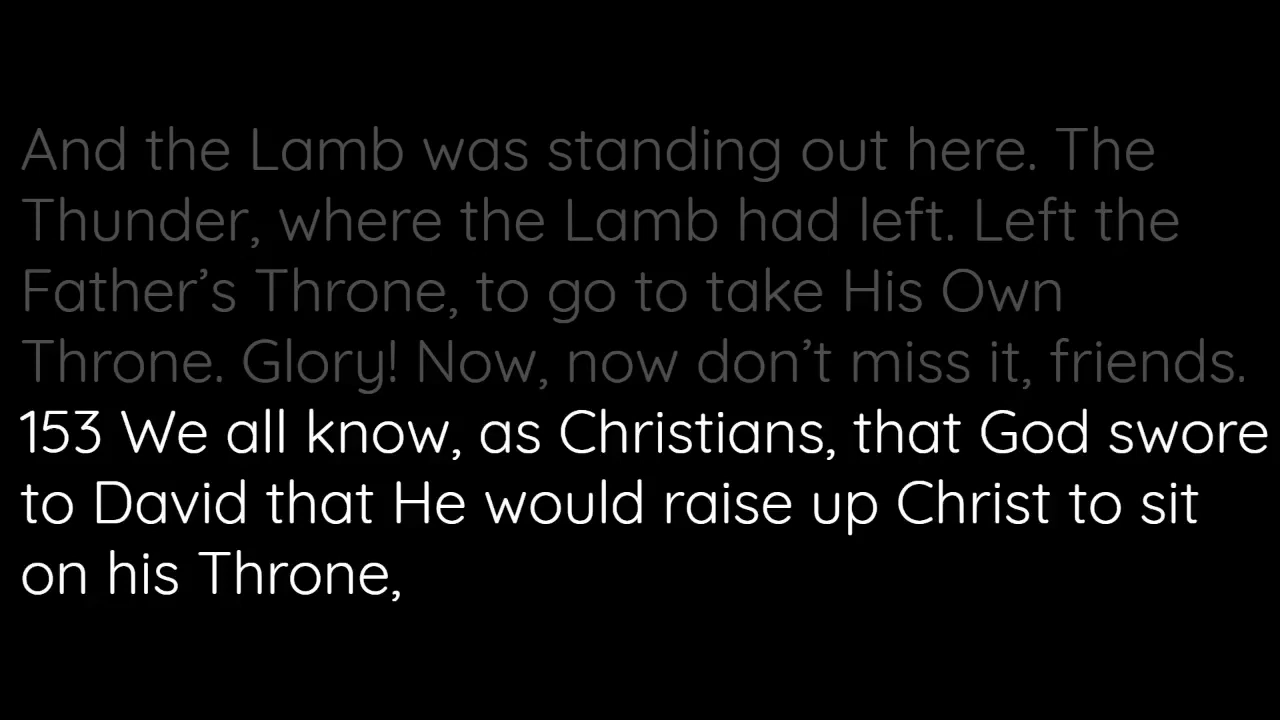 And the Lamb was standing out here. The
Thunder, where the Lamb had left. Left the
Father’s Throne, to go to take His Own
Throne. Glory! Now, now don’t miss it, friends.
153 We all know, as Christians, that God swore
to David that He would raise up Christ to sit
on his Throne,